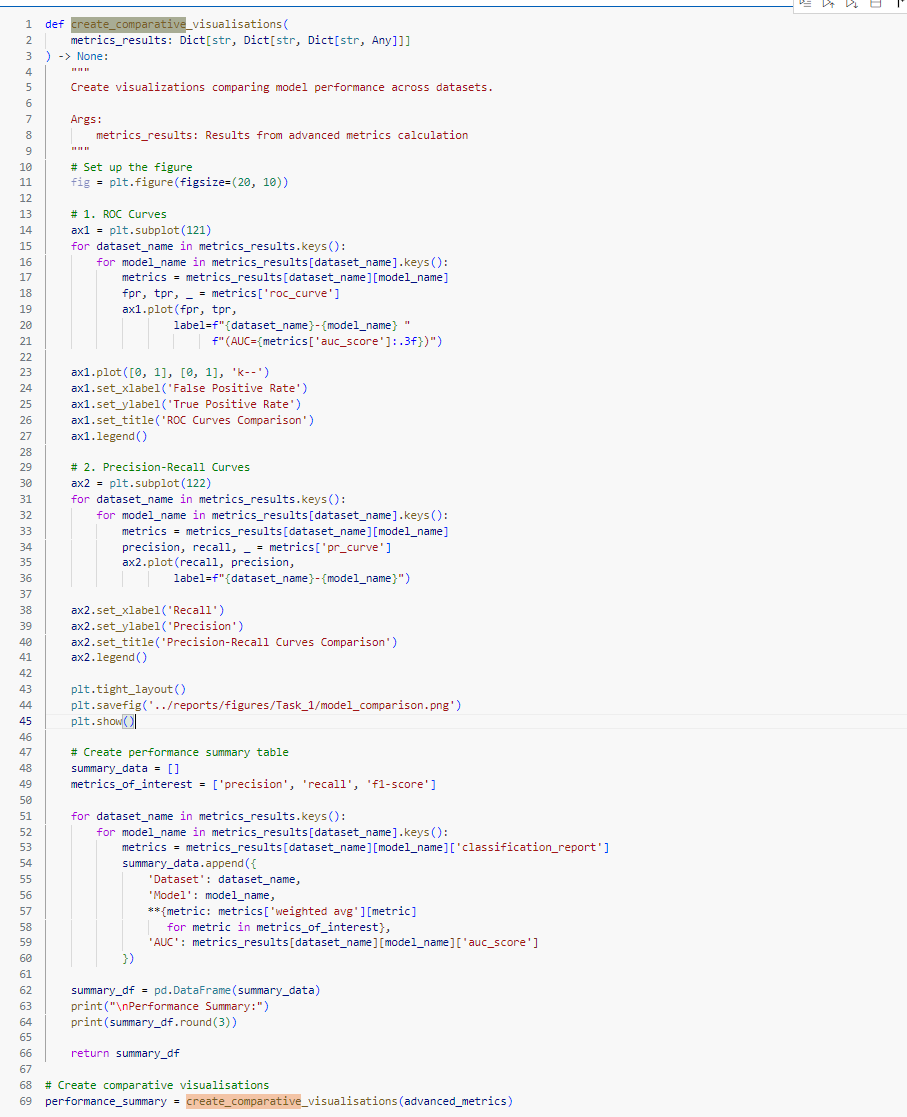 1 def create_comparative_visualisations(
2     metrics_results: Dict[str, Dict[str, Dict[str, Any]]]
3 ) -> None:
4     """
5     Create visualizations comparing model performance across datasets.
6
7     Args:
8         metrics_results: Results from advanced metrics calculation
9     """
10     # Set up the figure
11     fig = plt.figure(figsize=(20, 10))
12
13     # 1. ROC Curves
14     ax1 = plt.subplot(121)
15     for dataset_name in metrics_results.keys():
16         for model_name in metrics_results[dataset_name].keys():
17             metrics = metrics_results[dataset_name][model_name]
18             fpr, tpr, _ = metrics['roc_curve']
19             ax1.plot(fpr, tpr,
20                     label=f"{dataset_name}-{model_name} "
21                           f"(AUC={metrics['auc_score']:.3f})")
22
23     ax1.plot([0, 1], [0, 1], 'k--')
24     ax1.set_xlabel('False Positive Rate')
25     ax1.set_ylabel('True Positive Rate')
26     ax1.set_title('ROC Curves Comparison')
27     ax1.legend()
28
29     # 2. Precision-Recall Curves
30     ax2 = plt.subplot(122)
31     for dataset_name in metrics_results.keys():
32         for model_name in metrics_results[dataset_name].keys():
33             metrics = metrics_results[dataset_name][model_name]
34             precision, recall, _ = metrics['pr_curve']
35             ax2.plot(recall, precision,
36                     label=f"{dataset_name}-{model_name}")
37
38     ax2.set_xlabel('Recall')
39     ax2.set_ylabel('Precision')
40     ax2.set_title('Precision-Recall Curves Comparison')
41     ax2.legend()
42
43     plt.tight_layout()
44     plt.savefig('../reports/figures/Task_1/model_comparison.png')
45     plt.show()
46
47     # Create performance summary table
48     summary_data = []
49     metrics_of_interest = ['precision', 'recall', 'f1-score']
50
51     for dataset_name in metrics_results.keys():
52         for model_name in metrics_results[dataset_name].keys():
53             metrics = metrics_results[dataset_name][model_name]['classification_report']
54             summary_data.append({
55                 'Dataset': dataset_name,
56                 'Model': model_name,
57                 **{metric: metrics['weighted avg'][metric]
58                    for metric in metrics_of_interest},
59                 'AUC': metrics_results[dataset_name][model_name]['auc_score']
60             })
61
62     summary_df = pd.DataFrame(summary_data)
63     print("\nPerformance Summary:")
64     print(summary_df.round(3))
65
66     return summary_df
67
68 # Create comparative visualisations
69 performance_summary = create_comparative_visualisations(advanced_metrics)